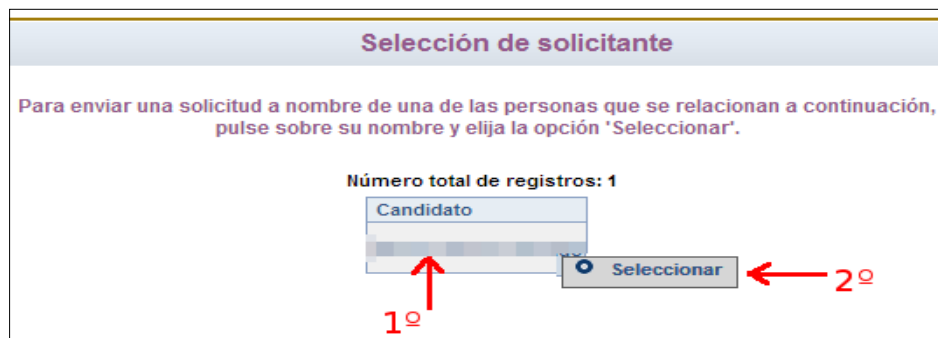 Selección de solicitante
Para enviar una solicitud a nombre de una de las personas que se relacionan a continuación,
pulse sobre su nombre y elija la opción 'Seleccionar'.
Número total de registros: 1
Candidato
Seleccionar
2º
1º